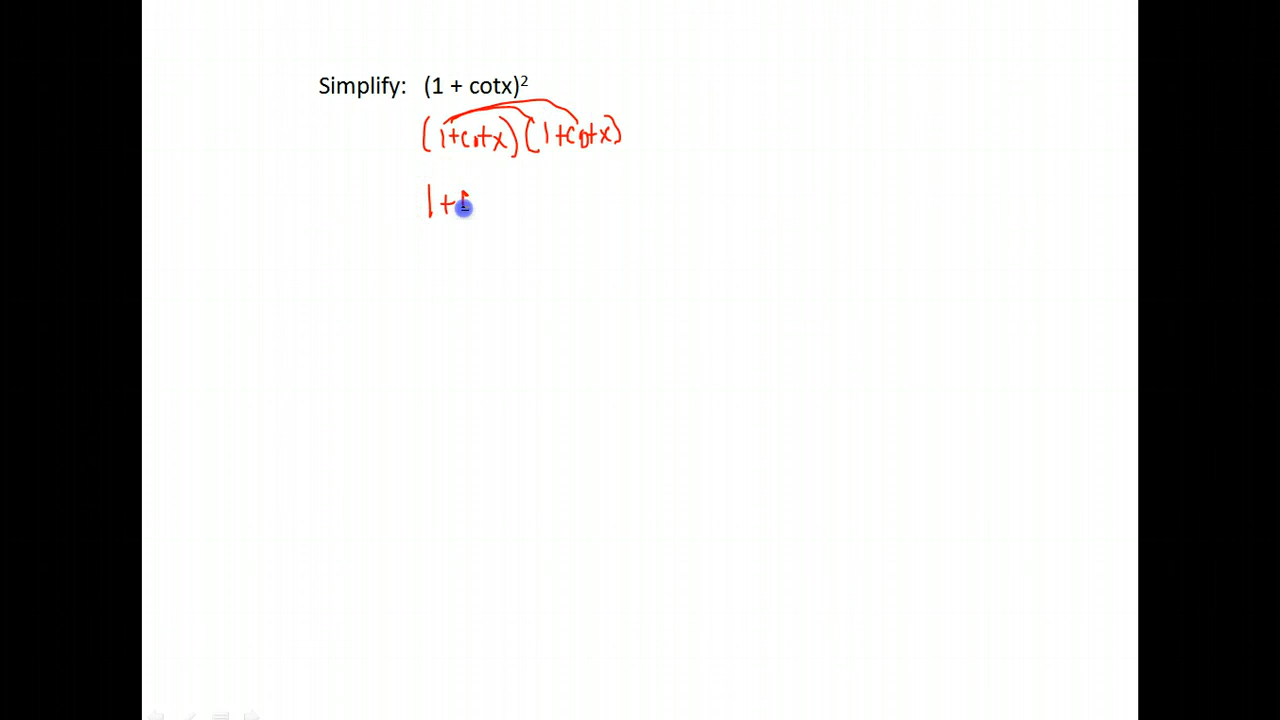 Simplify: (1 + cotx)²
(1+cotx)(1+cotx)
1+